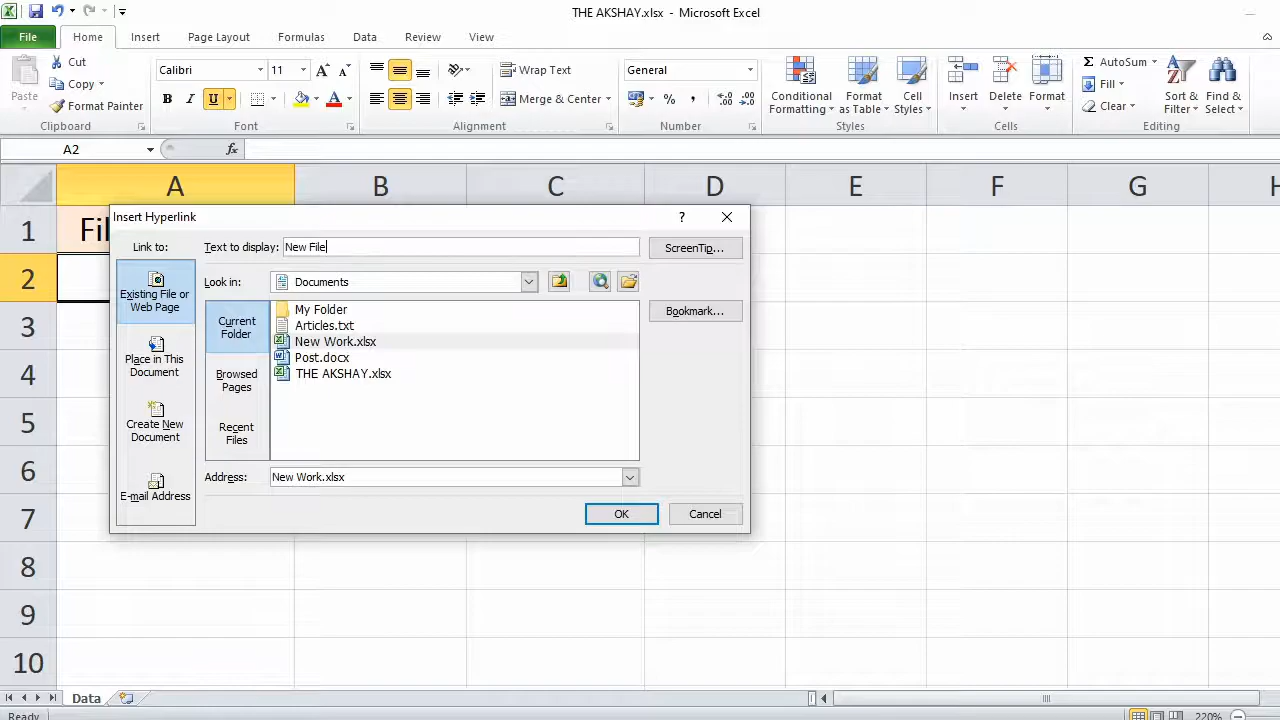 THE AKSHAY.xlsx - Microsoft Excel
File Home Insert Page Layout Formulas Data Review View
Paste
Cut
Copy
Format Painter
Clipboard
Calibri 11
B I U
Font
Wrap Text
Merge & Center
Alignment
General
% ,
Number
Conditional Formatting
Format as Table
Cell Styles
Styles
Insert
Delete
Format
Cells
Σ AutoSum
Fill
Clear
Sort & Filter
Find & Select
Editing
A2 fx
A B C D E F G H
1 Fil
2
3
4
5
6
7
8
9
10
Insert Hyperlink ?
Link to:
Existing File or Web Page
Place in This Document
Create New Document
E-mail Address
Text to display: New File
ScreenTip...
Look in: Documents
Current Folder
Browsed Pages
Recent Files
My Folder
Articles.txt
New Work.xlsx
Post.docx
THE AKSHAY.xlsx
Bookmark...
Address: New Work.xlsx
OK Cancel
Data
Ready 220%